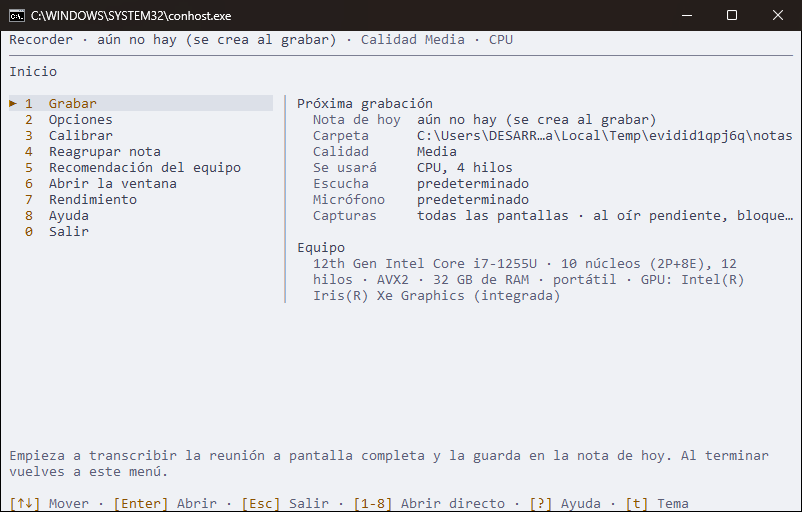 C:\WINDOWS\SYSTEM32\conhost.exe
Recorder · aún no hay (se crea al grabar) · Calidad Media · CPU
Inicio
► 1 Grabar
2 Opciones
3 Calibrar
4 Reagrupar nota
5 Recomendación del equipo
6 Abrir la ventana
7 Rendimiento
8 Ayuda
0 Salir
Próxima grabación
Nota de hoy aún no hay (se crea al grabar)
Carpeta C:\Users\DESARR…a\Local\Temp\evidid1qpj6q\notas
Calidad Media
Se usará CPU, 4 hilos
Escucha predeterminado
Micrófono predeterminado
Capturas todas las pantallas · al oír pendiente, bloque…
Equipo
12th Gen Intel Core i7-1255U · 10 núcleos (2P+8E), 12
hilos · AVX2 · 32 GB de RAM · portátil · GPU: Intel(R)
Iris(R) Xe Graphics (integrada)
Empieza a transcribir la reunión a pantalla completa y la guarda en la nota de hoy. Al terminar
vuelves a este menú.
[↑↓] Mover · [Enter] Abrir · [Esc] Salir · [1-8] Abrir directo · [?] Ayuda · [t] Tema